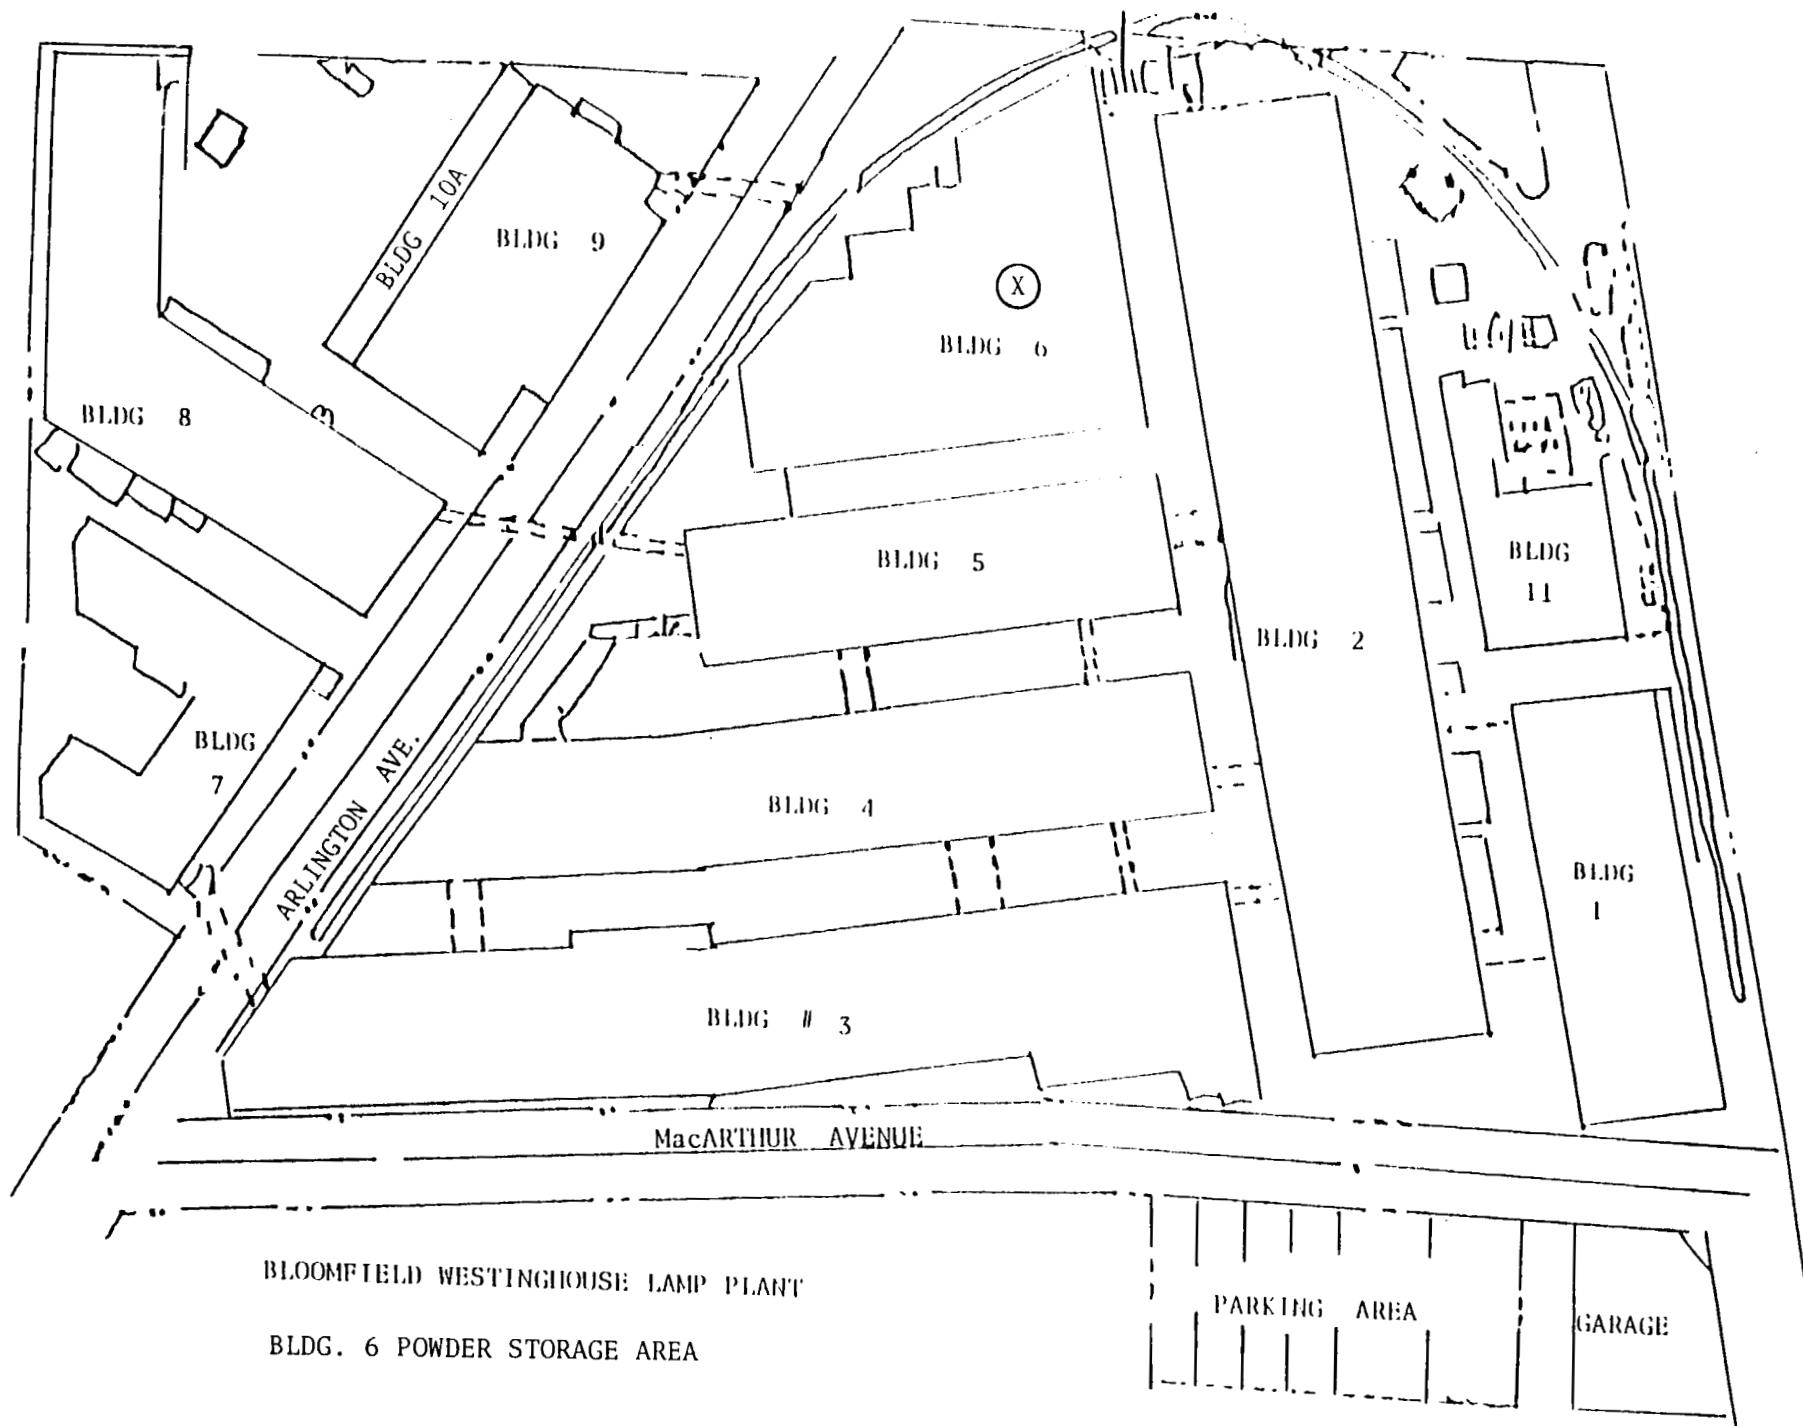 BLDG 10A
BLDG 9
X
BLDG 6
BLDG 8
BLDG 5
BLDG
11
BLDG 2
BLDG
7
ARLINGTON AVE.
BLDG 4
BLDG
1
BLDG # 3
MacARTHUR AVENUE
BLOOMFIELD WESTINGHOUSE LAMP PLANT
BLDG. 6 POWDER STORAGE AREA
PARKING AREA
GARAGE